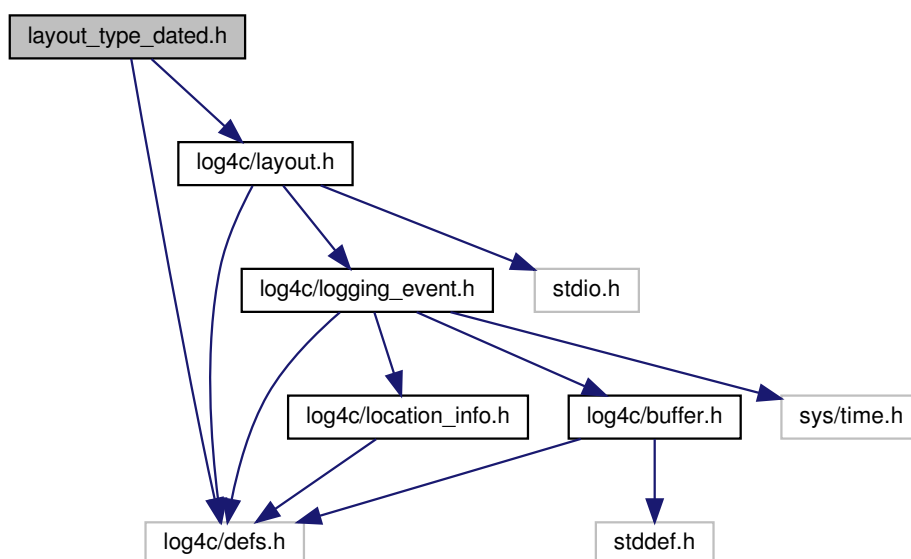 layout_type_dated.h
log4c/layout.h
log4c/logging_event.h
stdio.h
log4c/location_info.h
log4c/buffer.h
sys/time.h
log4c/defs.h
stddef.h